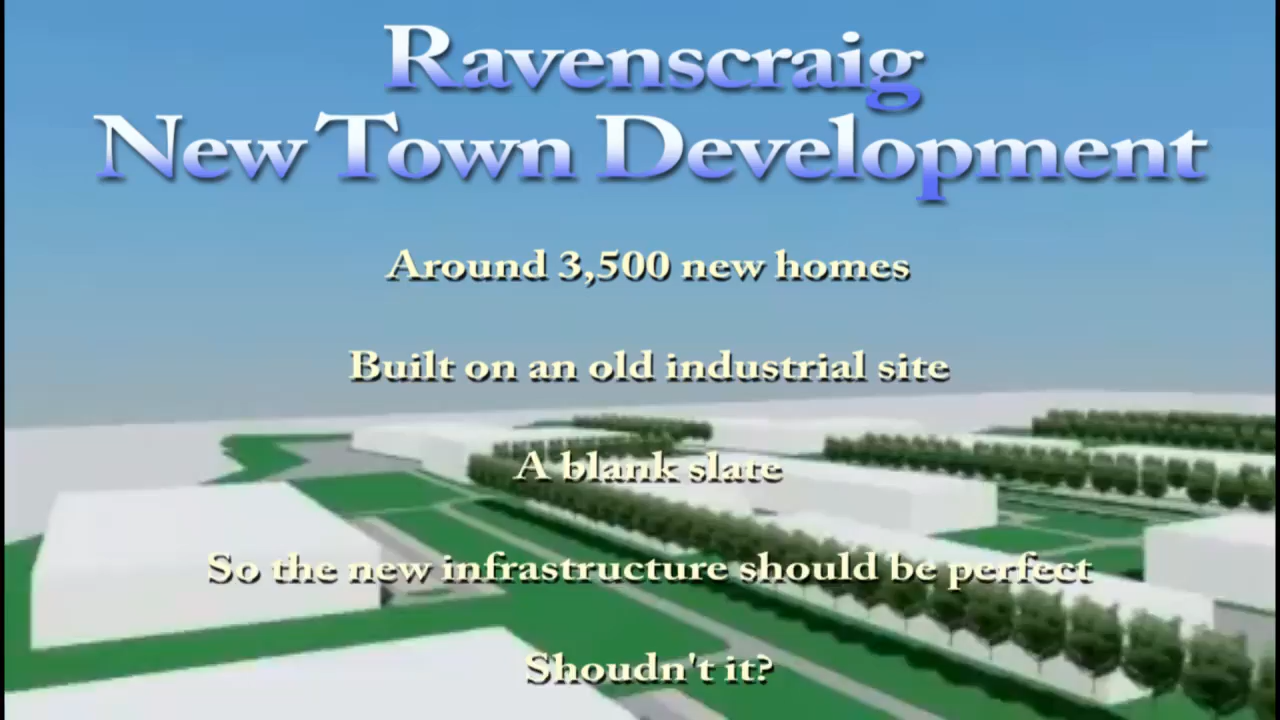 Ravenscraig
New Town Development
Around 3,500 new homes
Built on an old industrial site
A blank slate
So the new infrastructure should be perfect
Shoudn't it?